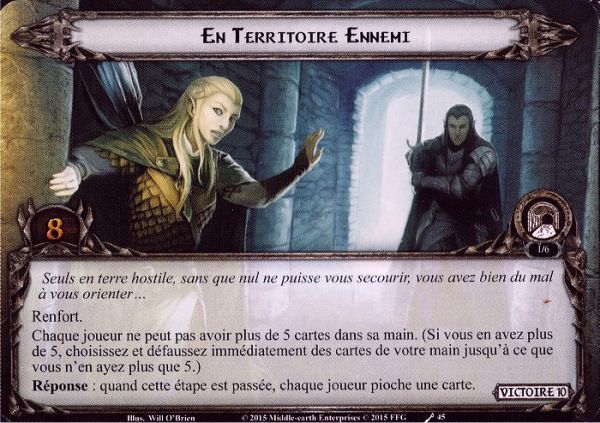 En Territoire Ennemi
8
1/6
Seuls en terre hostile, sans que nul ne puisse vous secourir, vous avez bien du mal
à vous orienter…
Renfort.
Chaque joueur ne peut pas avoir plus de 5 cartes dans sa main. (Si vous en avez plus
de 5, choisissez et défaussez immédiatement des cartes de votre main jusqu'à ce que
vous n'en ayez plus que 5.)
Réponse : quand cette étape est passée, chaque joueur pioche une carte.
VICTOIRE 10
Illus. Will O'Brien © 2015 Middle-earth Enterprises © 2015 FFG 45